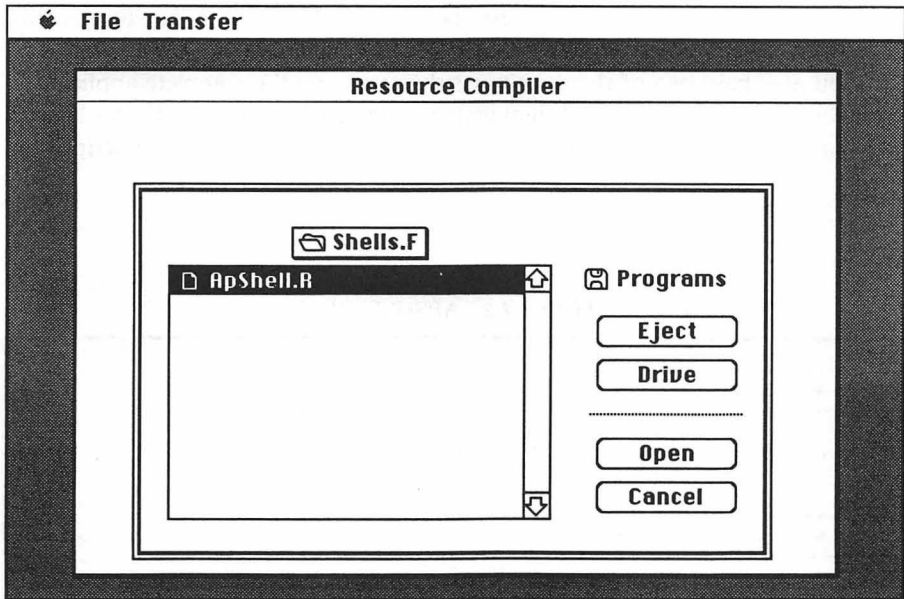 File Transfer
Resource Compiler
Shells.F
ApShell.R
Programs
Eject
Drive
Open
Cancel